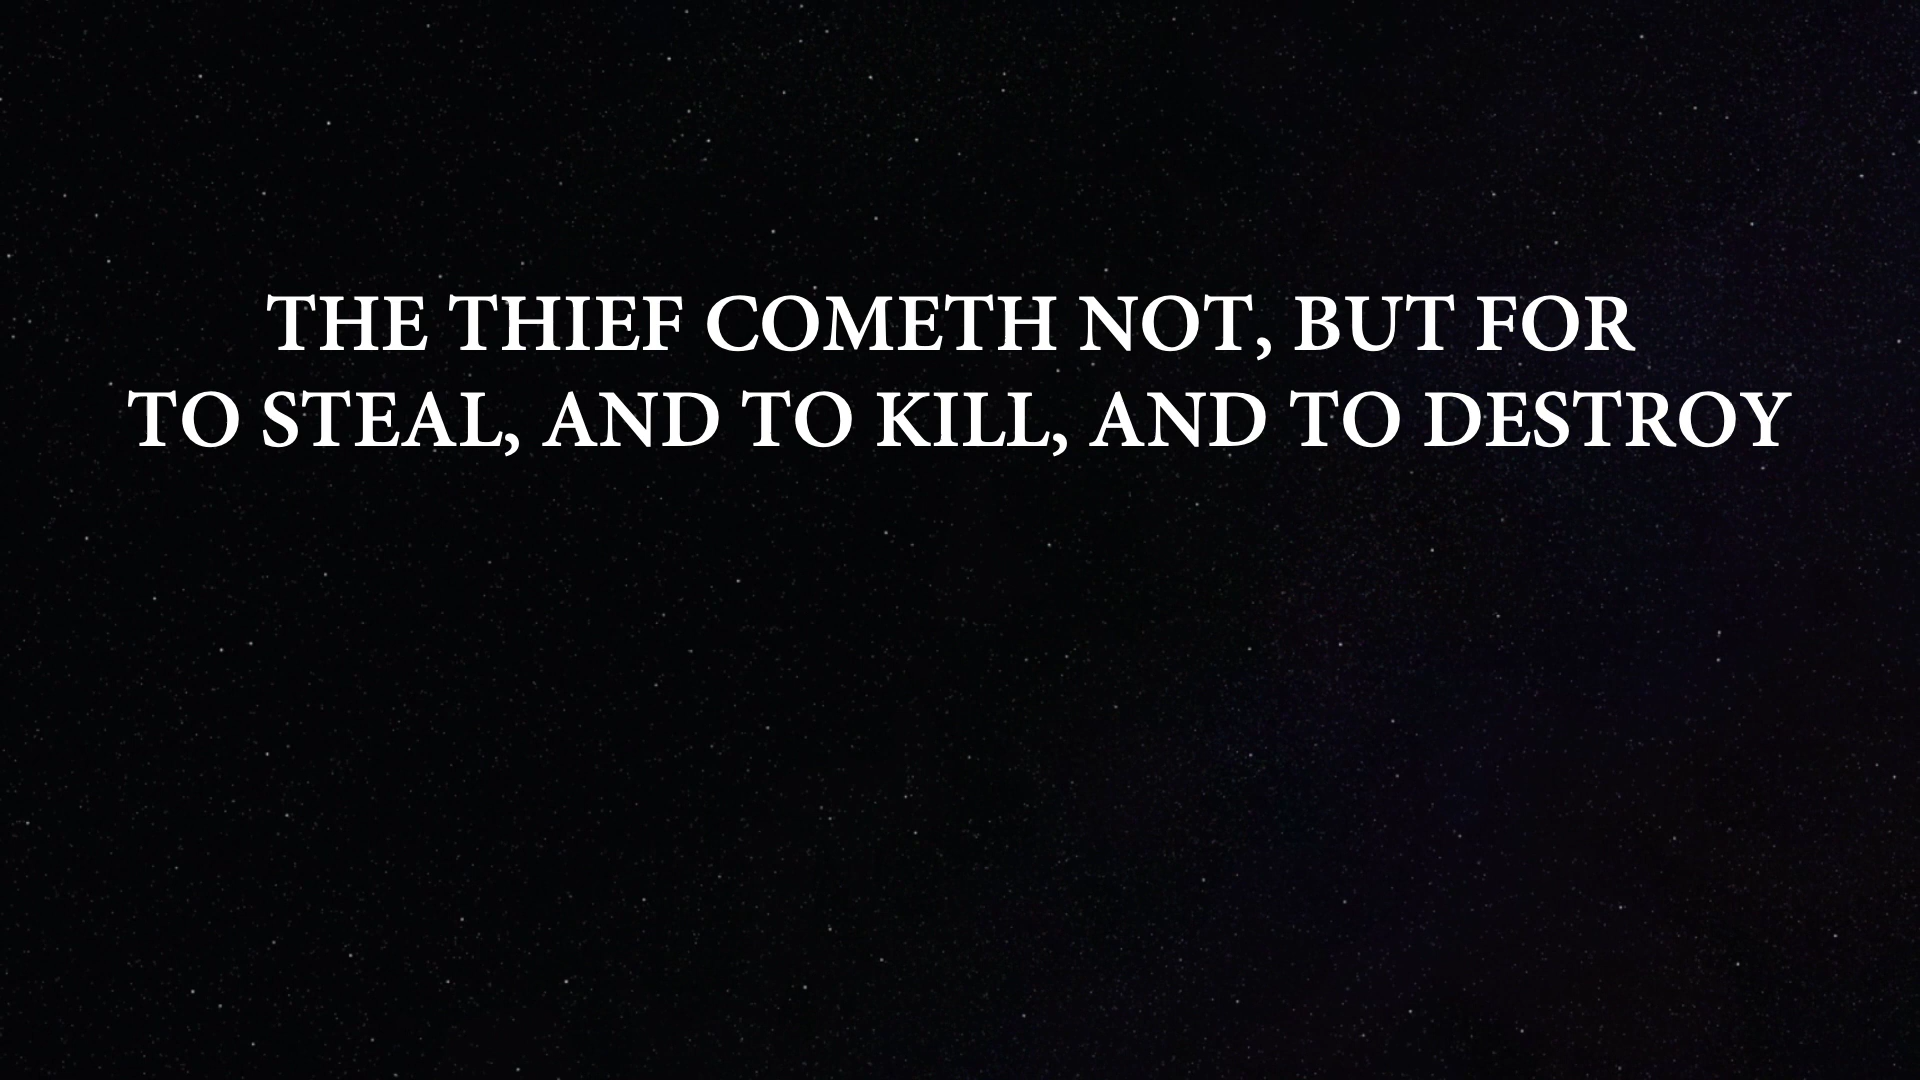 THE THIEF COMETH NOT, BUT FOR
TO STEAL, AND TO KILL, AND TO DESTROY